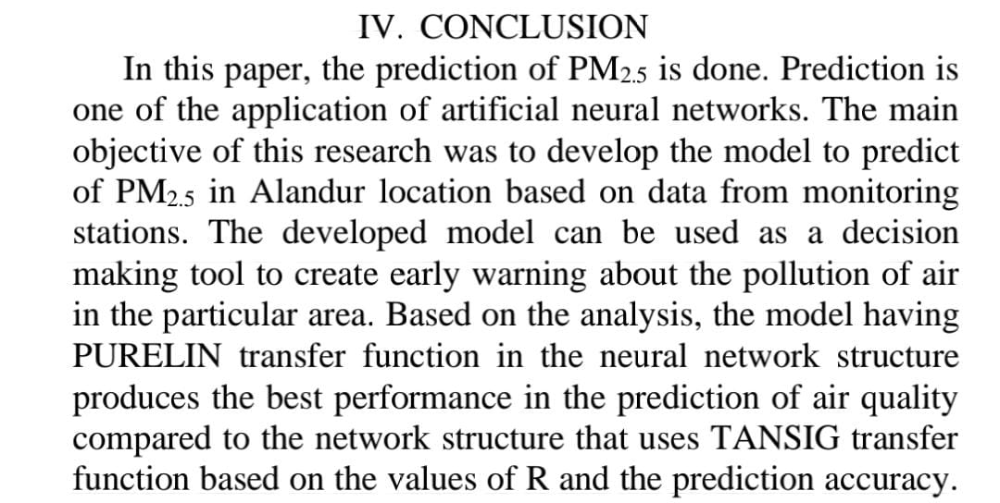 IV. CONCLUSION
In this paper, the prediction of PM2.5 is done. Prediction is
one of the application of artificial neural networks. The main
objective of this research was to develop the model to predict
of PM2.5 in Alandur location based on data from monitoring
stations. The developed model can be used as a decision
making tool to create early warning about the pollution of air
in the particular area. Based on the analysis, the model having
PURELIN transfer function in the neural network structure
produces the best performance in the prediction of air quality
compared to the network structure that uses TANSIG transfer
function based on the values of R and the prediction accuracy.